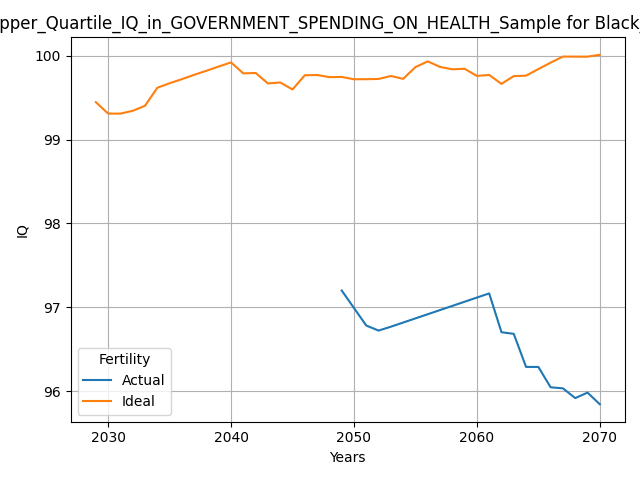 pper_Quartile_IQ_in_GOVERNMENT_SPENDING_ON_HEALTH_Sample for Black
100
99
98
97
96
IQ
Fertility
Actual
Ideal
2030 2040 2050 2060 2070
Years